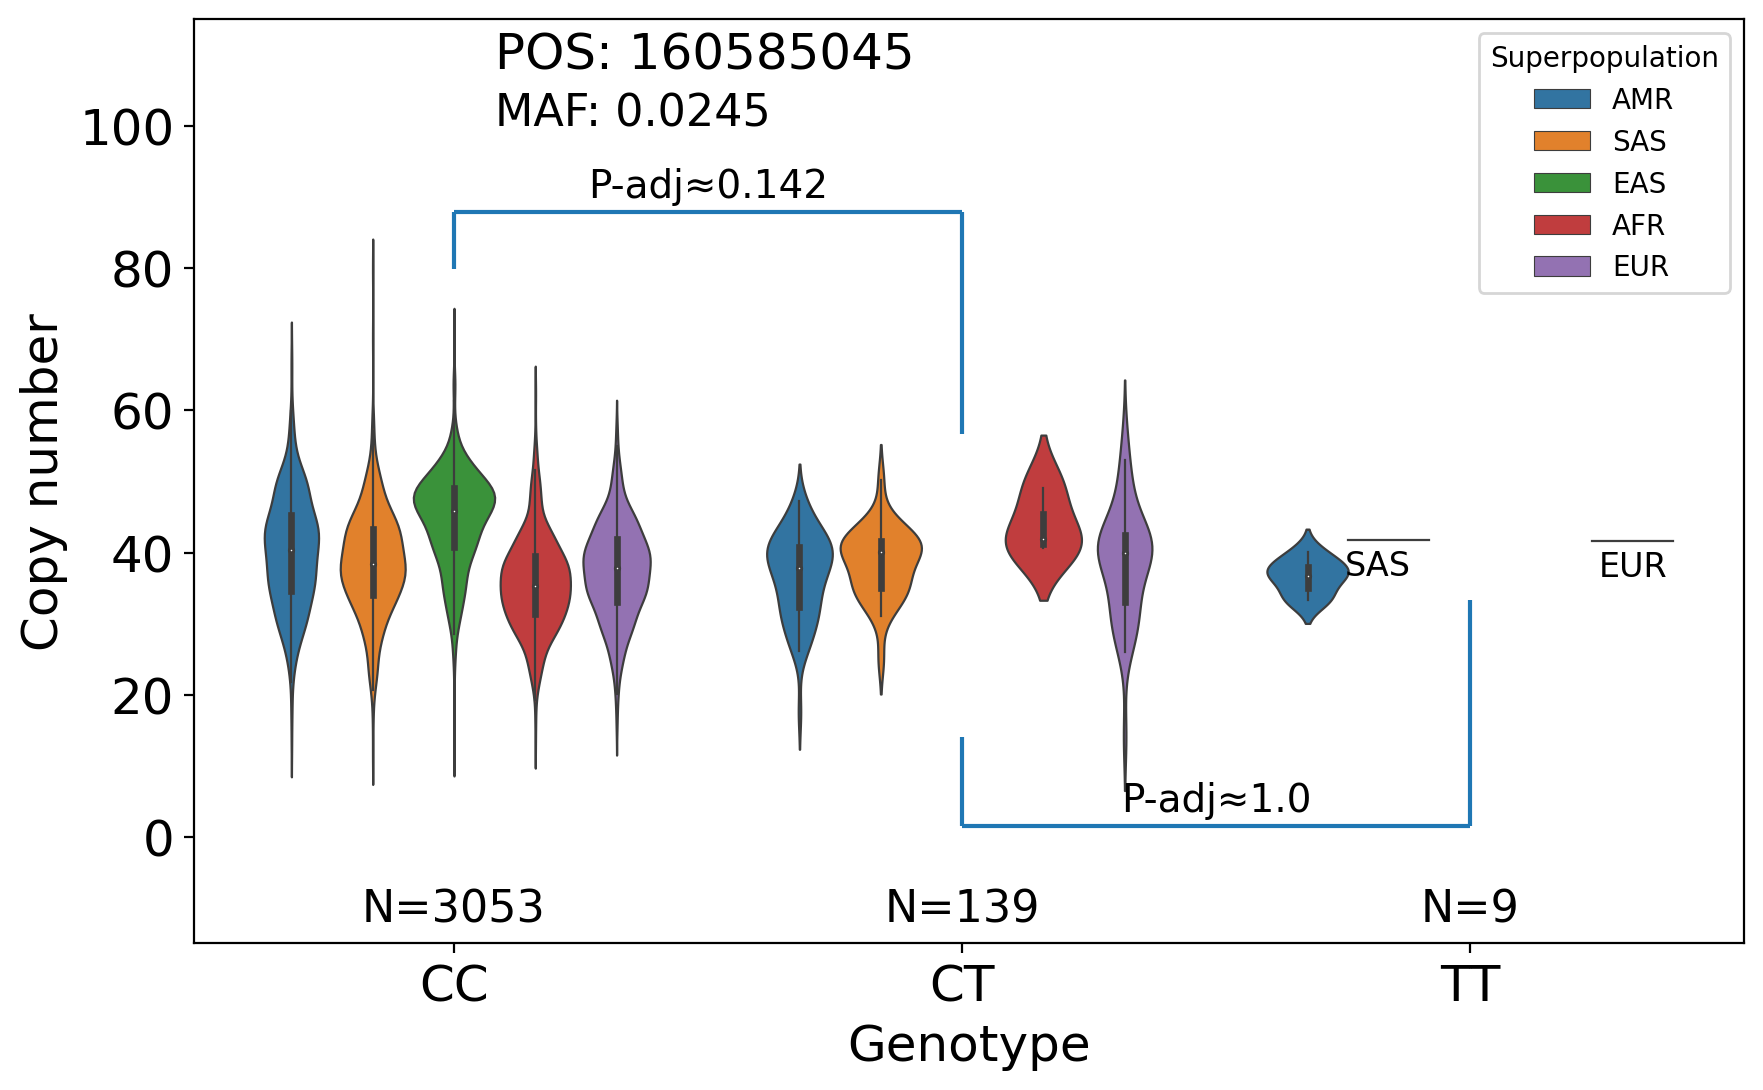 POS: 160585045
MAF: 0.0245
P-adj≈0.142
Superpopulation
AMR
SAS
EAS
AFR
EUR
Copy number
100
80
60
40
20
0
SAS
EUR
P-adj≈1.0
N=3053
N=139
N=9
CC
CT
TT
Genotype